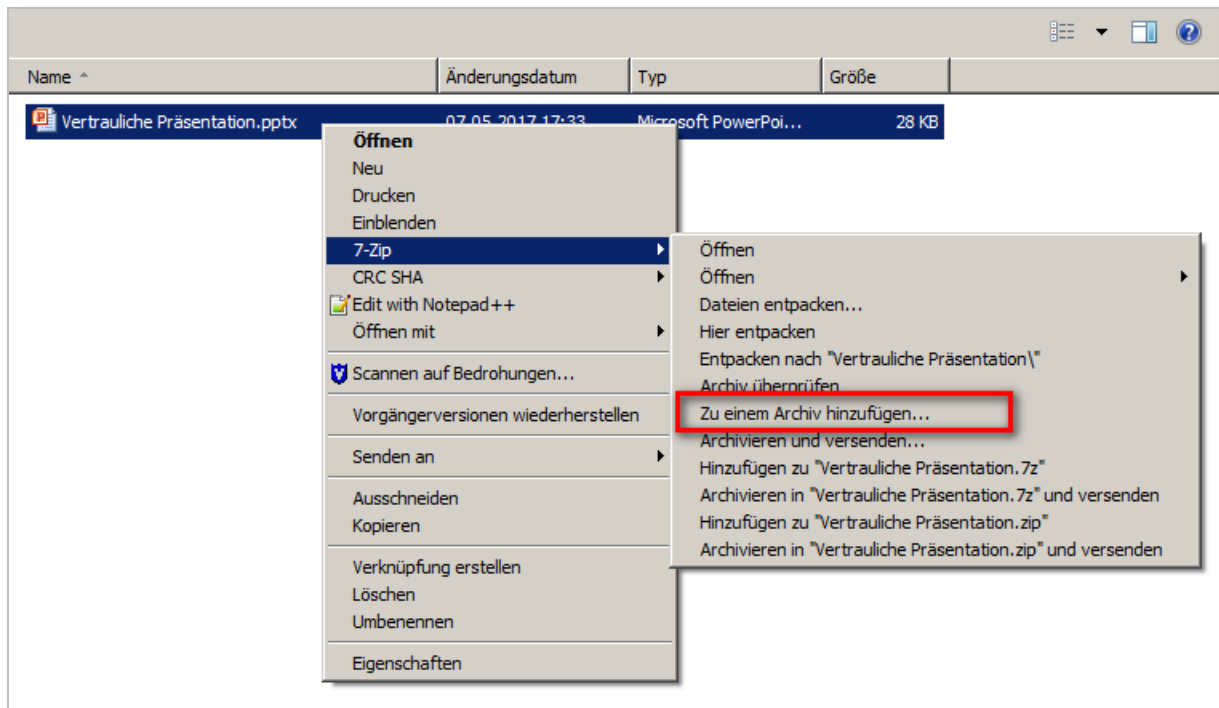 Name Änderungsdatum Typ Größe
Vertrauliche Präsentation.pptx 07.05.2017 17:33 Microsoft PowerPoi... 28 KB
Öffnen
Neu
Drucken
Einblenden
7-Zip
CRC SHA
Edit with Notepad++
Öffnen mit
Scannen auf Bedrohungen...
Vorgängerversionen wiederherstellen
Senden an
Ausschneiden
Kopieren
Verknüpfung erstellen
Löschen
Umbenennen
Eigenschaften
Öffnen
Öffnen
Dateien entpacken...
Hier entpacken
Entpacken nach "Vertrauliche Präsentation\"
Archiv überprüfen
Zu einem Archiv hinzufügen...
Archivieren und versenden...
Hinzufügen zu "Vertrauliche Präsentation.7z"
Archivieren in "Vertrauliche Präsentation.7z" und versenden
Hinzufügen zu "Vertrauliche Präsentation.zip"
Archivieren in "Vertrauliche Präsentation.zip" und versenden